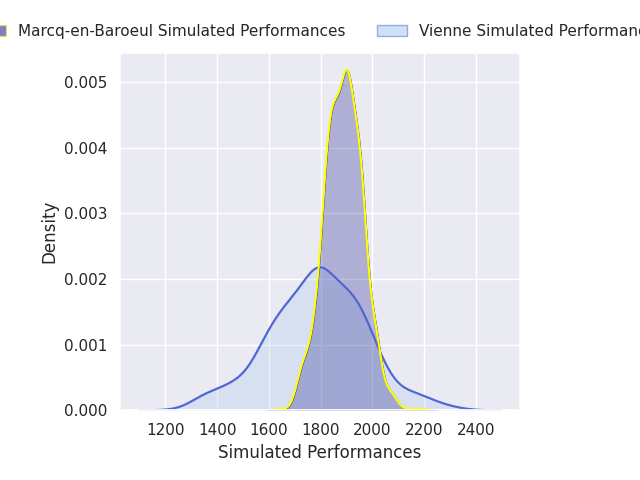 Marcq-en-Baroeul Simulated Performances
Vienne Simulated Performanc
0.005
0.004
0.003
0.002
0.001
0.000
Density
1200 1400 1600 1800 2000 2200 2400
Simulated Performances